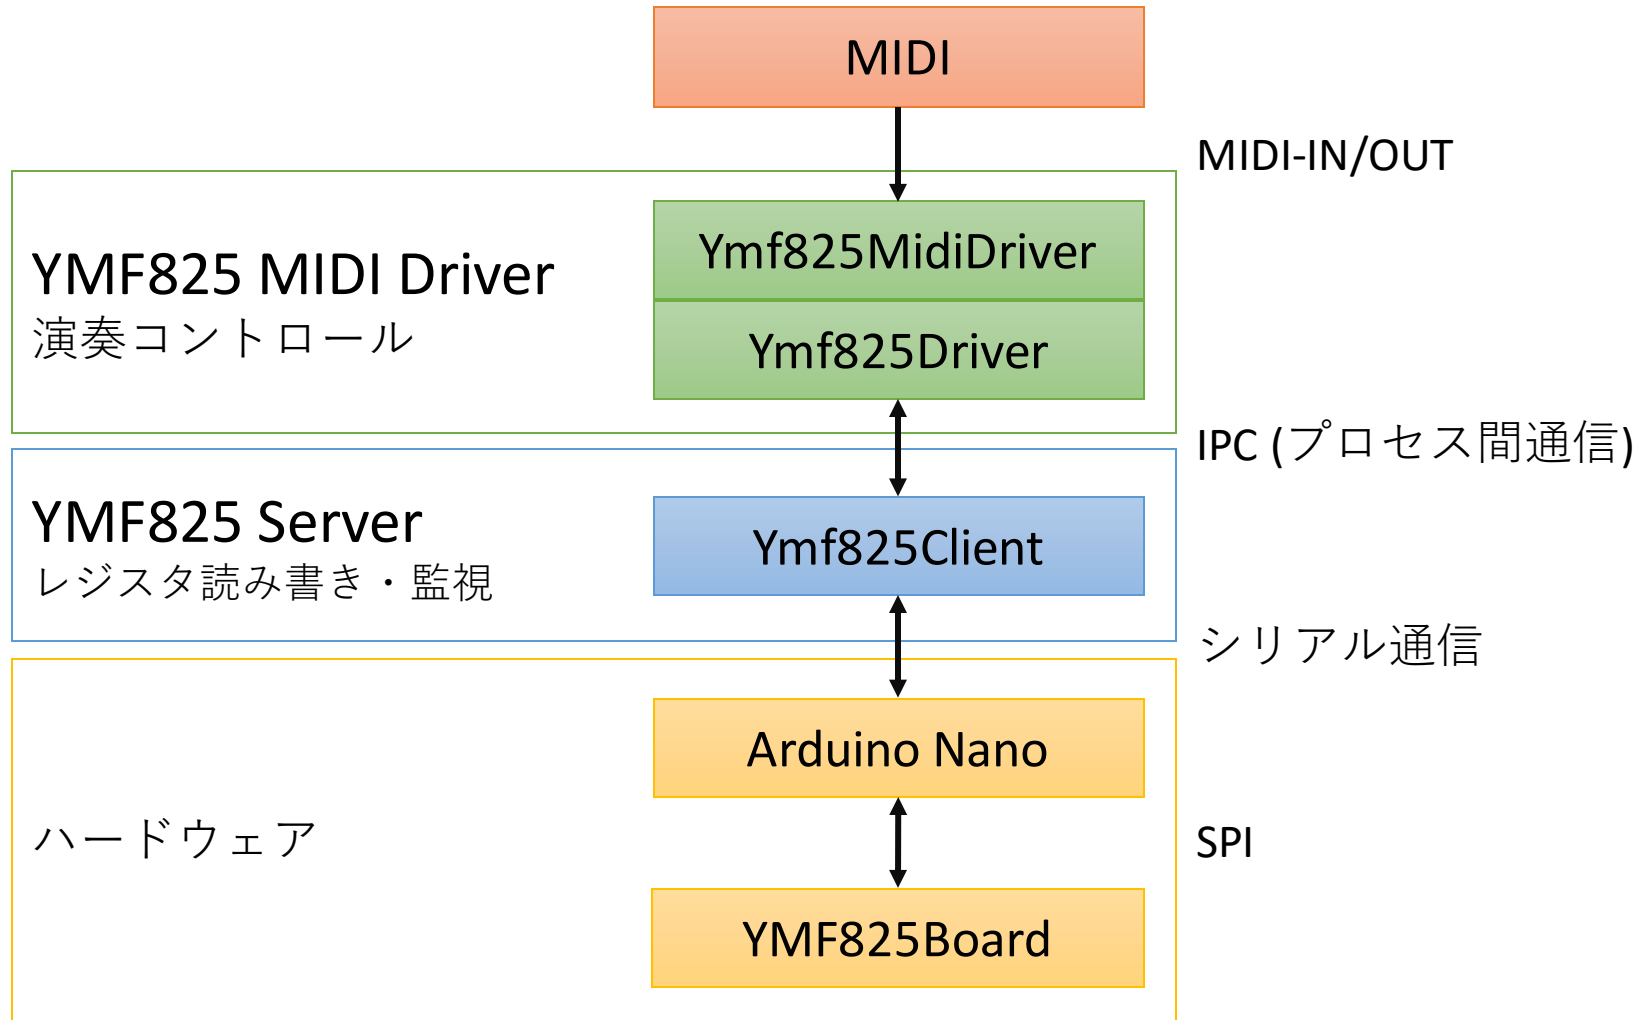 MIDI
MIDI-IN/OUT
YMF825 MIDI Driver
演奏コントロール
Ymf825MidiDriver
Ymf825Driver
IPC (プロセス間通信)
YMF825 Server
レジスタ読み書き・監視
Ymf825Client
シリアル通信
Arduino Nano
ハードウェア
SPI
YMF825Board